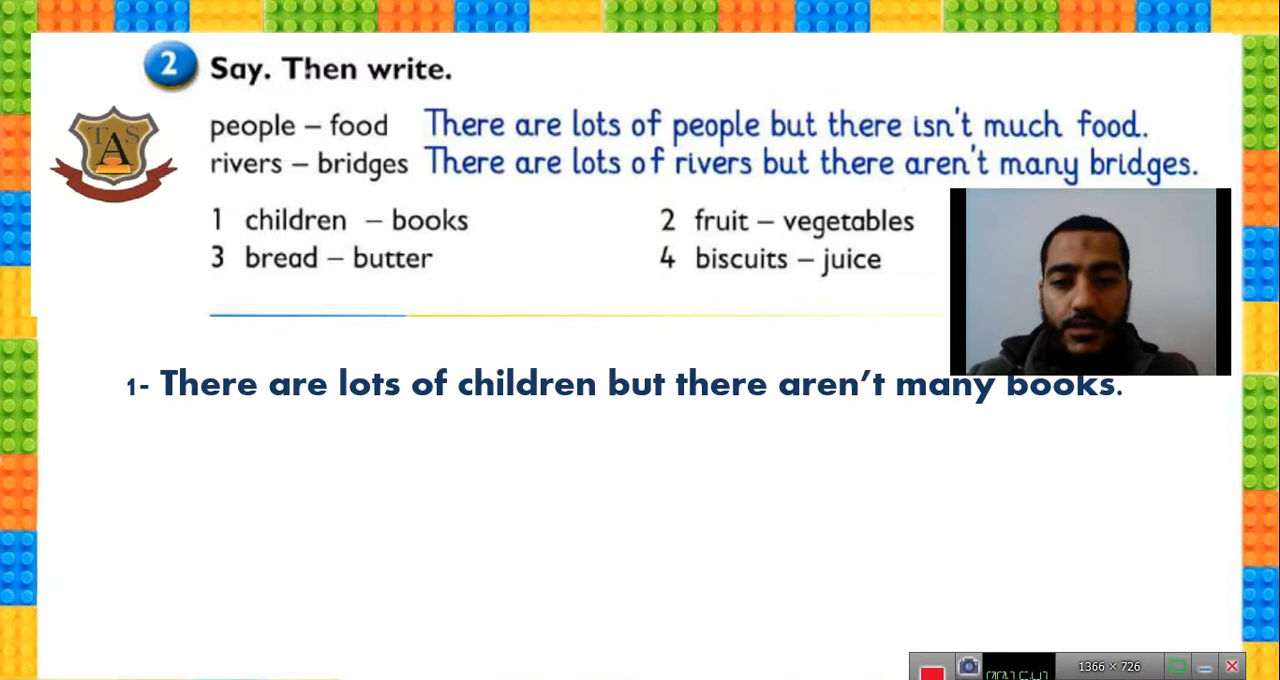 2 Say. Then write.
TAS
people – food There are lots of people but there isn't much food.
rivers – bridges There are lots of rivers but there aren't many bridges.
1 children – books 2 fruit – vegetables
3 bread – butter 4 biscuits – juice
1- There are lots of children but there aren't many books.
1366 × 726